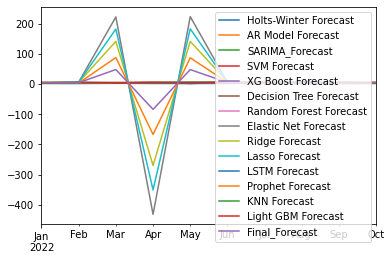 200
100
0
−100
−200
−300
−400
Jan
2022
Feb
Mar
Apr
May
Jun
Jul
Aug
Sep
Oct
Holts-Winter Forecast
AR Model Forecast
SARIMA_Forecast
SVM Forecast
XG Boost Forecast
Decision Tree Forecast
Random Forest Forecast
Elastic Net Forecast
Ridge Forecast
Lasso Forecast
LSTM Forecast
Prophet Forecast
KNN Forecast
Light GBM Forecast
Final_Forecast